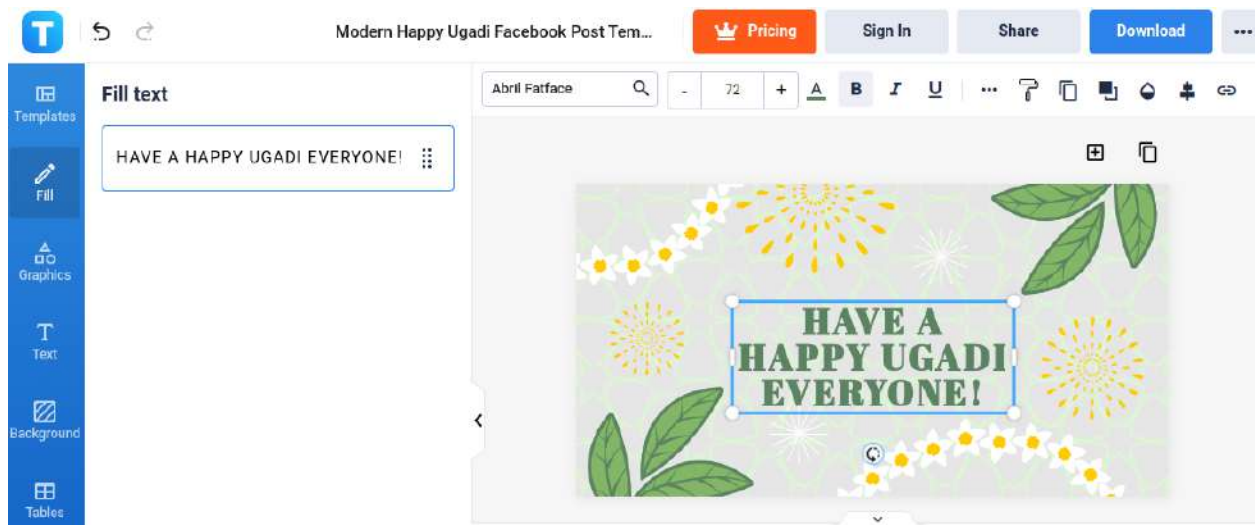 T
Modern Happy Ugadi Facebook Post Tem...
Pricing
Sign In
Share
Download
Templates
Fill
Graphics
Text
Background
Tables
Fill text
HAVE A HAPPY UGADI EVERYONE!
Abril Fatface
- 72 + A B I U
HAVE A
HAPPY UGADI
EVERYONE!